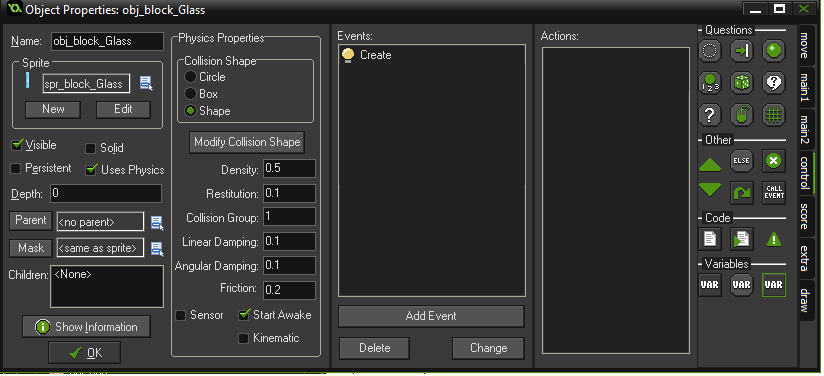 Object Properties: obj_block_Glass
Name: obj_block_Glass
Sprite
spr_block_Glass
New Edit
Visible Solid
Persistent Uses Physics
Depth: 0
Parent <no parent>
Mask <same as sprite>
Children: <None>
Show Information
OK
Physics Properties
Collision Shape
Circle
Box
Shape
Modify Collision Shape
Density: 0.5
Restitution: 0.1
Collision Group: 1
Linear Damping: 0.1
Angular Damping: 0.1
Friction: 0.2
Sensor Start Awake
Kinematic
Events:
Create
Add Event
Delete Change
Actions:
Questions
1 2 3
?
?
Other
ELSE
CALL EVENT
Code
Variables
VAR VAR VAR
move
main1
main2
control
score
extra
draw